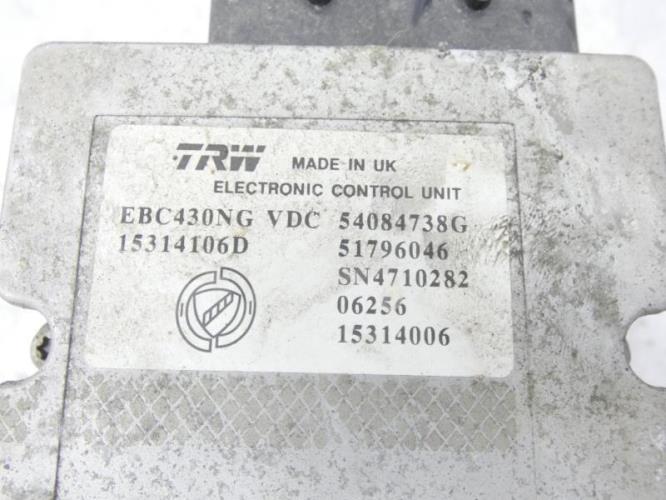 TRW MADE IN UK
ELECTRONIC CONTROL UNIT
EBC430NG VDC 54084738G
15314106D 51796046
SN4710282
06256
15314006